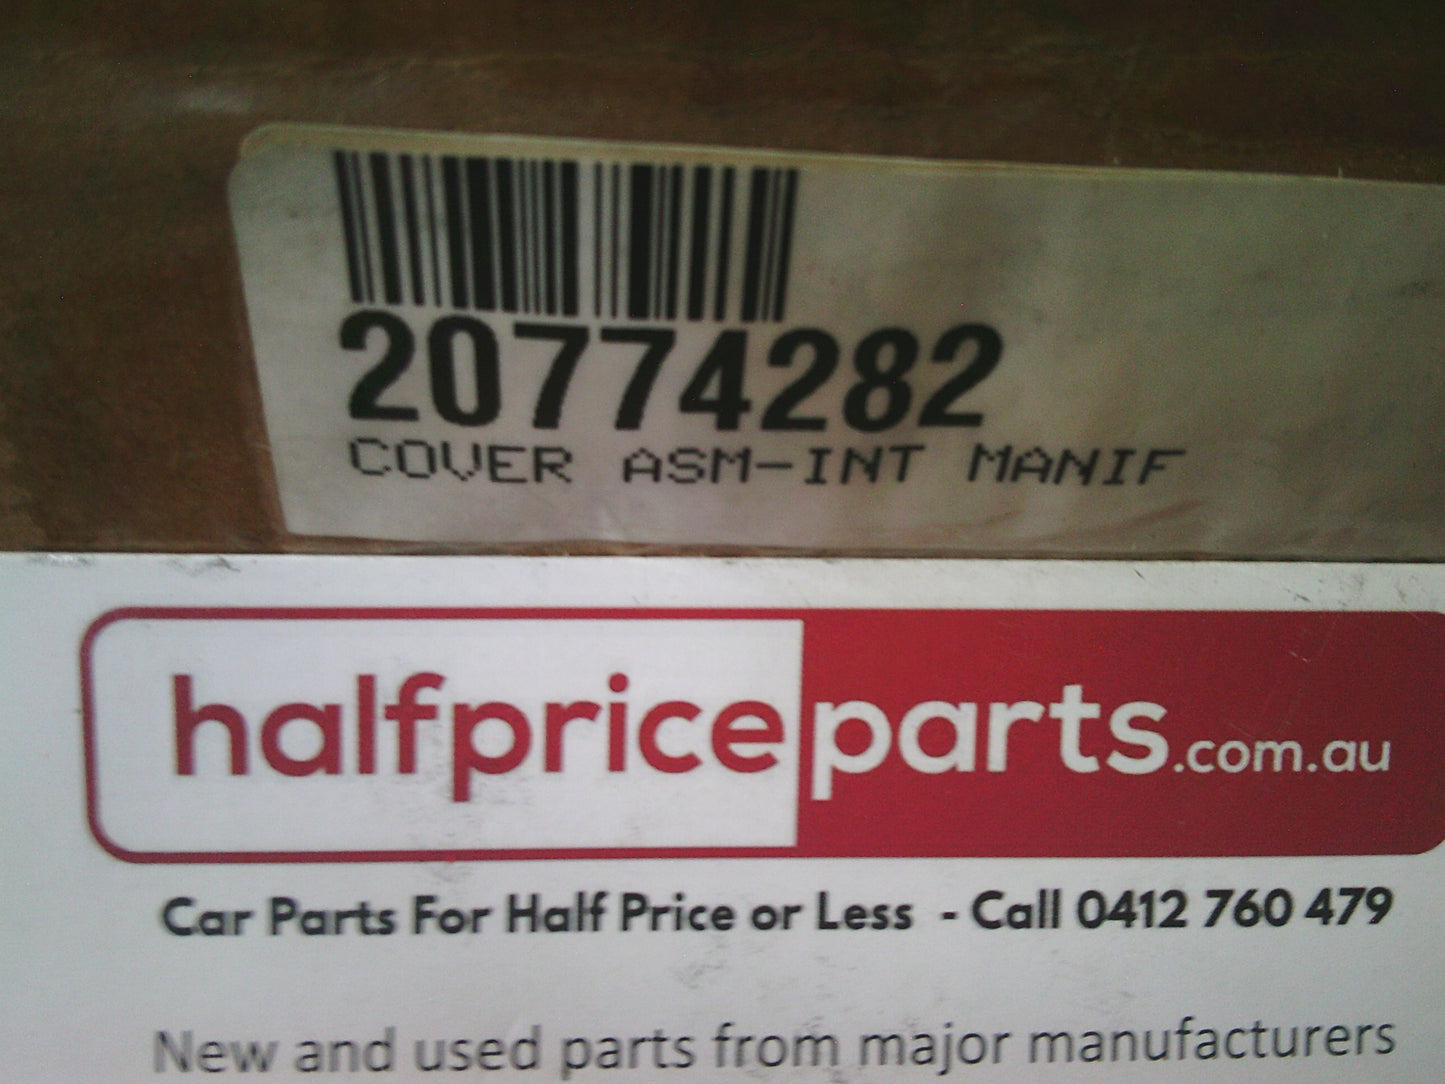 20774282
COVER ASM-INT MANIF
halfpriceparts.com.au
Car Parts For Half Price or Less - Call 0412 760 479
New and used parts from major manufacturers